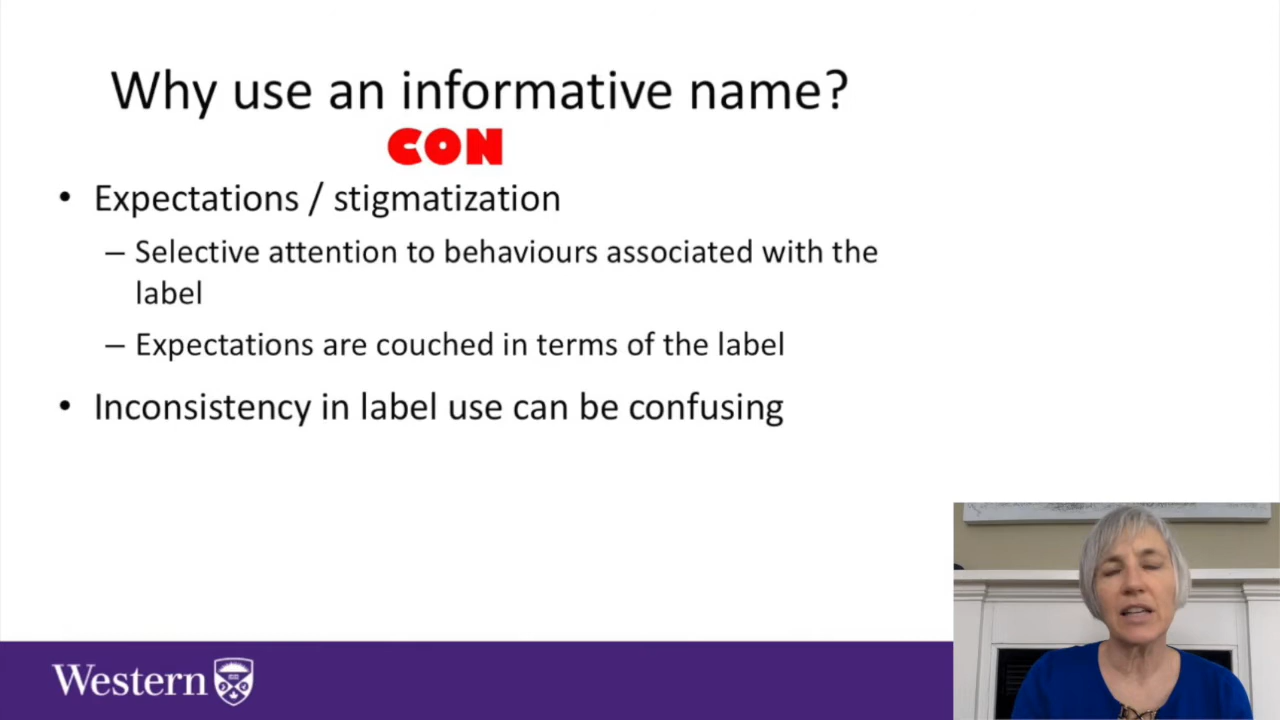 Why use an informative name?
CON
• Expectations / stigmatization
– Selective attention to behaviours associated with the
label
– Expectations are couched in terms of the label
• Inconsistency in label use can be confusing
Western